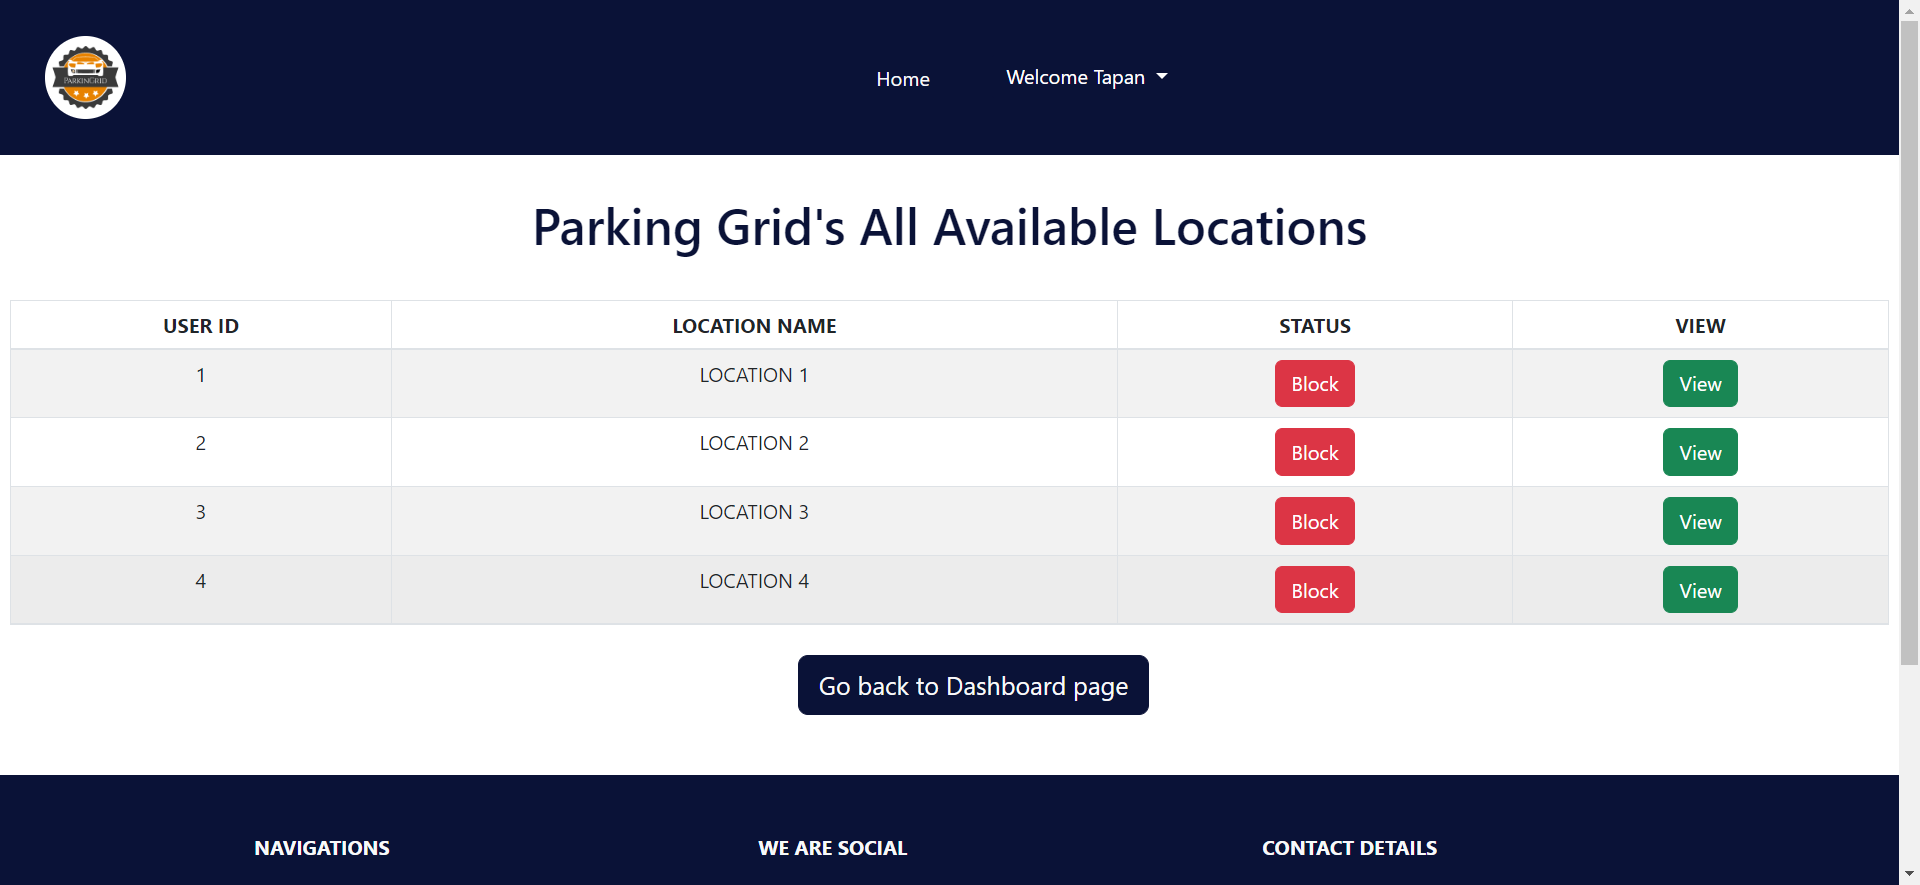 PARKINGRID
Home
Welcome Tapan
Parking Grid's All Available Locations
USER ID LOCATION NAME STATUS VIEW
1 LOCATION 1 Block View
2 LOCATION 2 Block View
3 LOCATION 3 Block View
4 LOCATION 4 Block View
Go back to Dashboard page
NAVIGATIONS WE ARE SOCIAL CONTACT DETAILS